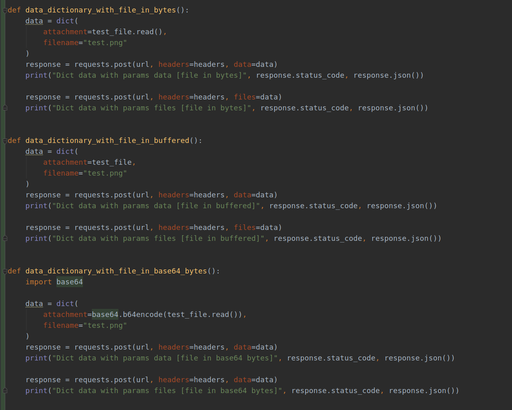 def data_dictionary_with_file_in_bytes():
    data = dict(
        attachment=test_file.read(),
        filename="test.png"
    )
    response = requests.post(url, headers=headers, data=data)
    print("Dict data with params data [file in bytes]", response.status_code, response.json())

    response = requests.post(url, headers=headers, files=data)
    print("Dict data with params files [file in bytes]", response.status_code, response.json())

def data_dictionary_with_file_in_buffered():
    data = dict(
        attachment=test_file,
        filename="test.png"
    )
    response = requests.post(url, headers=headers, data=data)
    print("Dict data with params data [file in buffered]", response.status_code, response.json())

    response = requests.post(url, headers=headers, files=data)
    print("Dict data with params files [file in buffered]", response.status_code, response.json())

def data_dictionary_with_file_in_base64_bytes():
    import base64

    data = dict(
        attachment=base64.b64encode(test_file.read()),
        filename="test.png"
    )
    response = requests.post(url, headers=headers, data=data)
    print("Dict data with params data [file in base64 bytes]", response.status_code, response.json())

    response = requests.post(url, headers=headers, data=data)
    print("Dict data with params files [file in base64 bytes]", response.status_code, response.json())